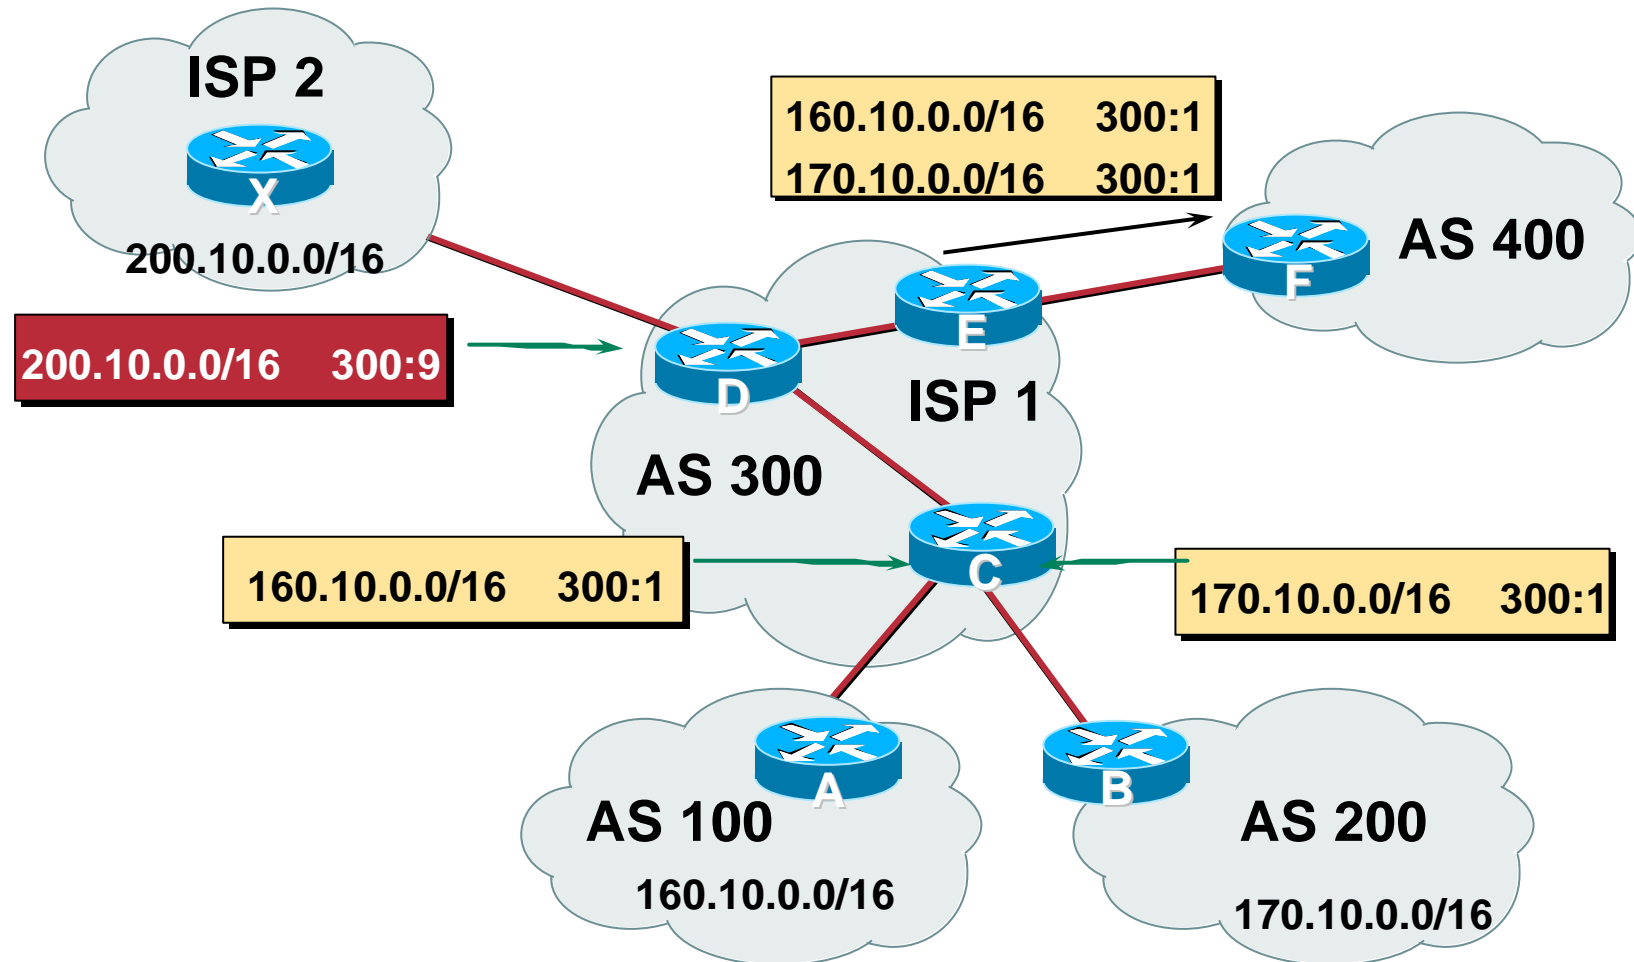 ISP 2
X
200.10.0.0/16
160.10.0.0/16 300:1
170.10.0.0/16 300:1
AS 400
F
E
200.10.0.0/16 300:9
D
ISP 1
AS 300
160.10.0.0/16 300:1
C
170.10.0.0/16 300:1
A
B
AS 100
AS 200
160.10.0.0/16
170.10.0.0/16